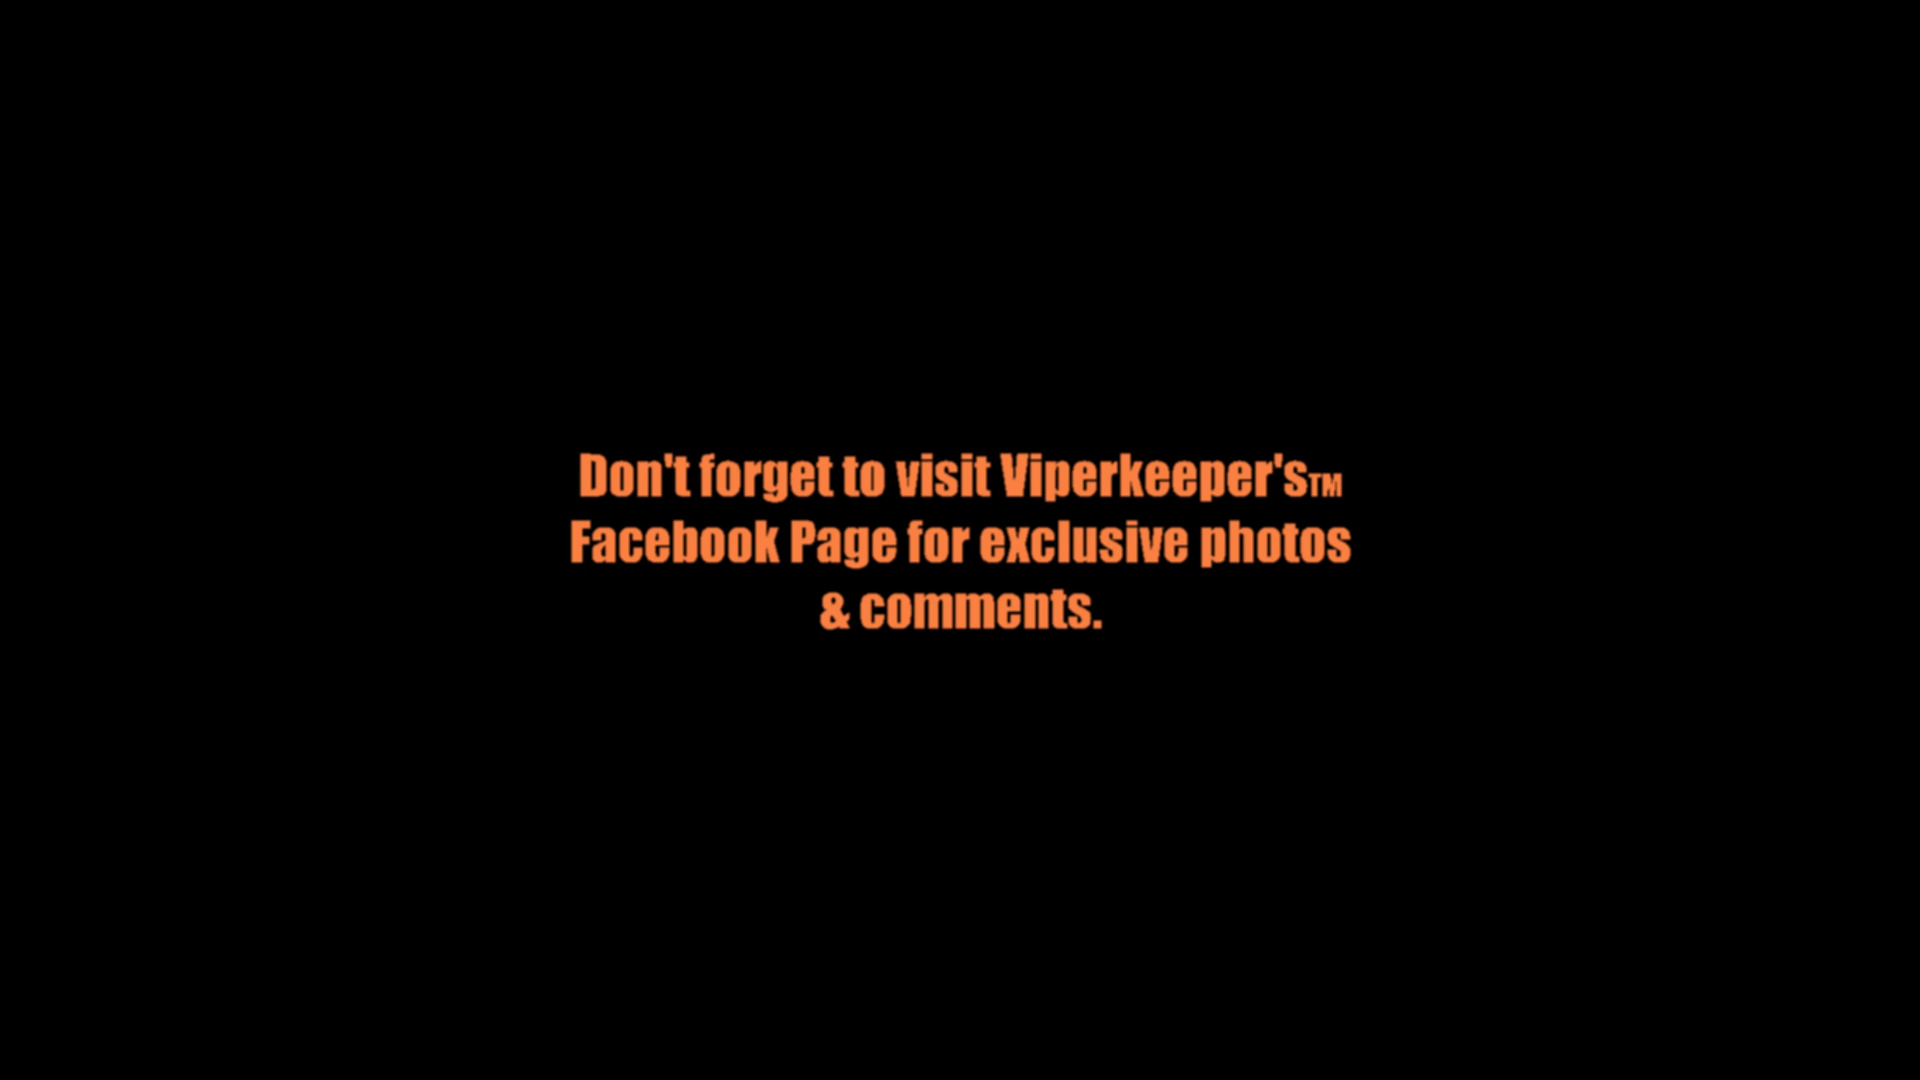 Don't forget to visit Viperkeeper's™
Facebook Page for exclusive photos
& comments.